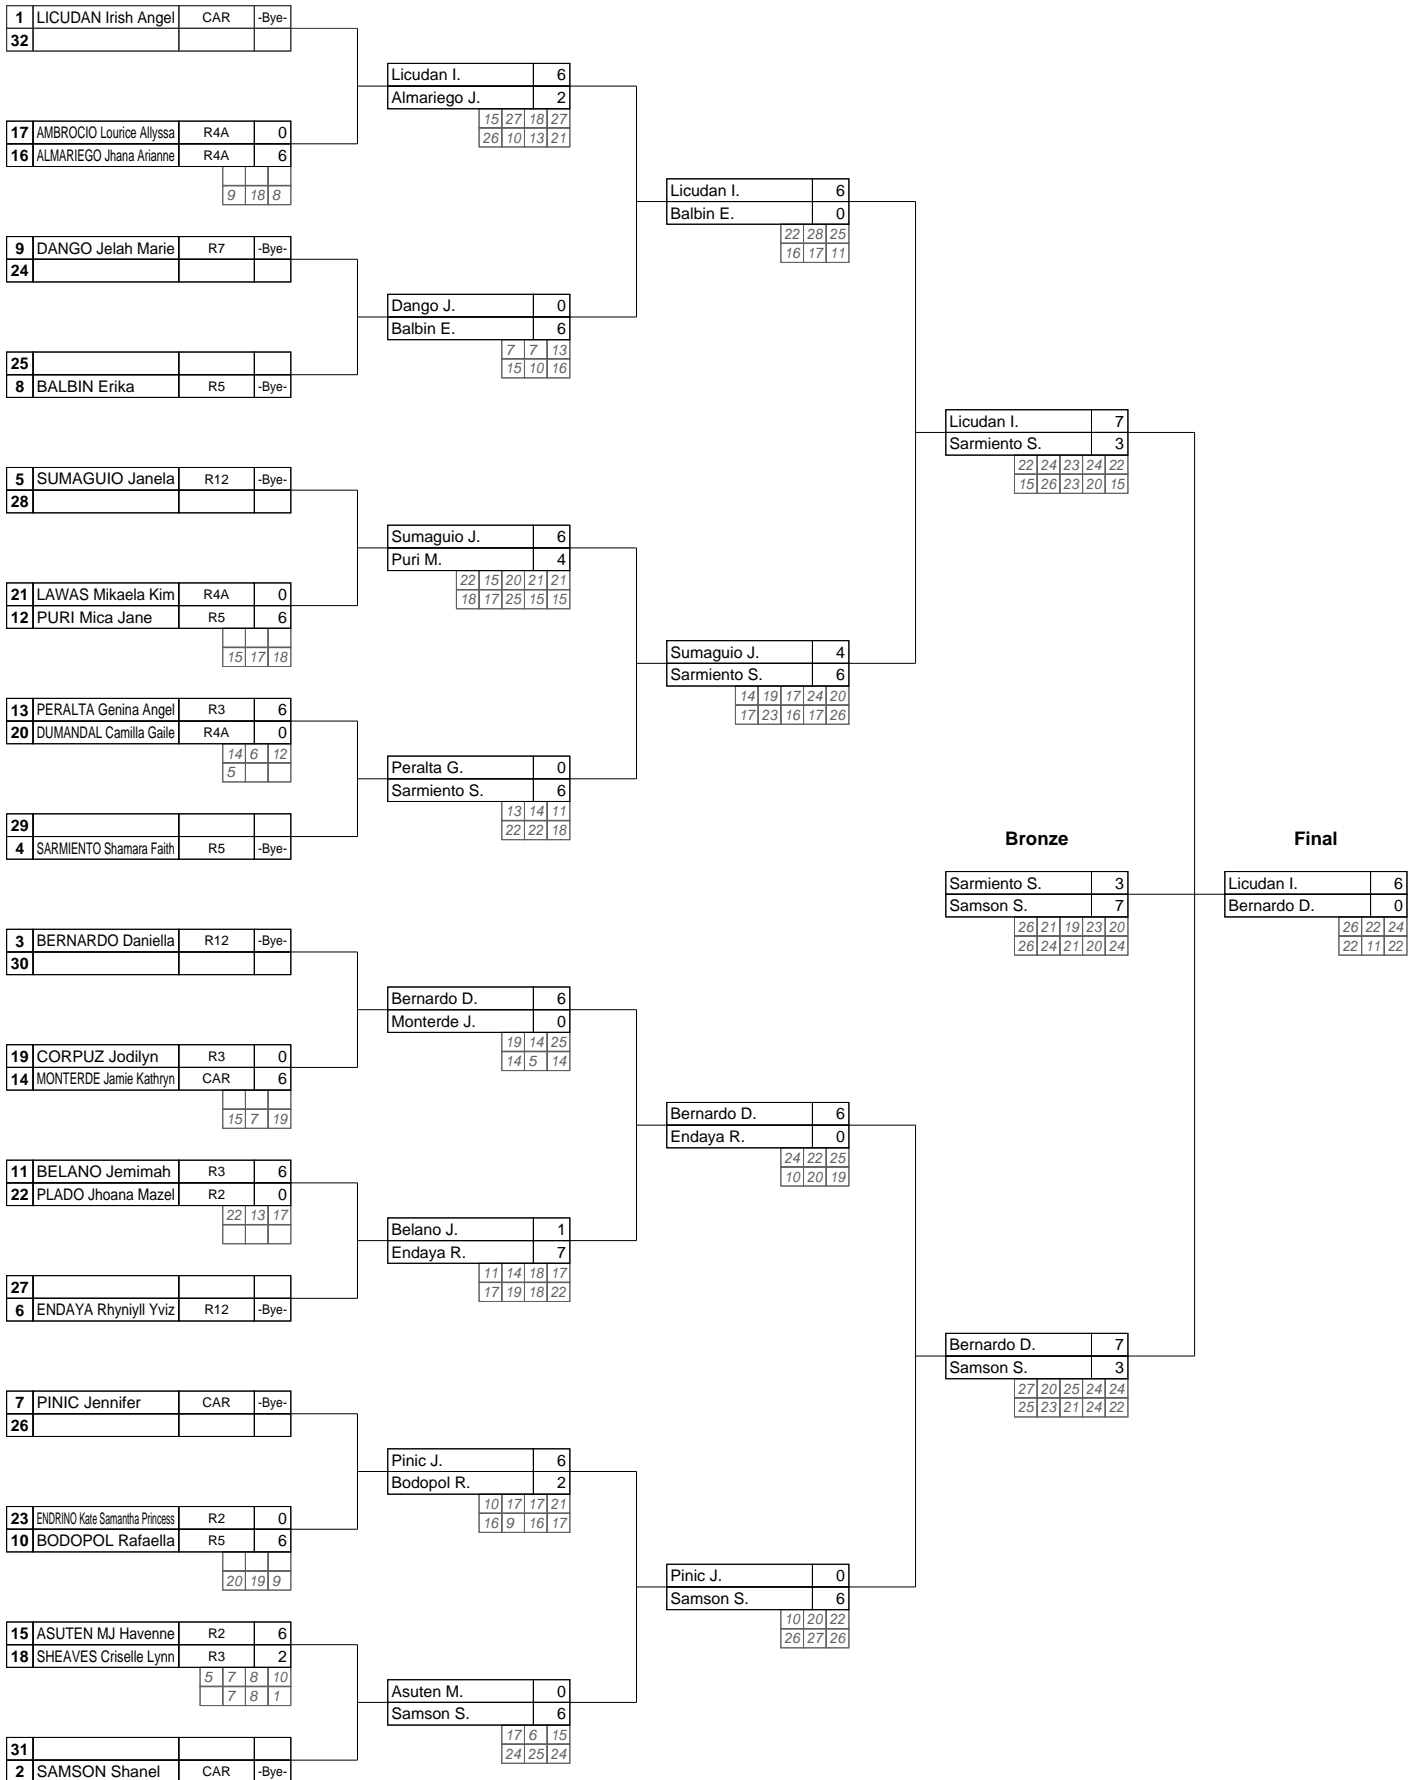 1 LICUDAN Irish Angel CAR -Bye-
32
Licudan I. 6
Almariego J. 2
15 27 18 27
26 10 13 21
17 AMBROCIO Lourice Allyssa R4A 0
16 ALMARIEGO Jhana Arianne R4A 6
9 18 8
Licudan I. 6
Balbin E. 0
22 28 25
16 17 11
9 DANGO Jelah Marie R7 -Bye-
24
Dango J. 0
Balbin E. 6
7 7 13
15 10 16
25
8 BALBIN Erika R5 -Bye-
Licudan I. 7
Sarmiento S. 3
22 24 23 24 22
15 26 23 20 15
5 SUMAGUIO Janela R12 -Bye-
28
Sumaguio J. 6
Puri M. 4
22 15 20 21 21
18 17 25 15 15
21 LAWAS Mikaela Kim R4A 0
12 PURI Mica Jane R5 6
15 17 18
Sumaguio J. 4
Sarmiento S. 6
14 19 17 24 20
17 23 16 17 26
13 PERALTA Genina Angel R3 6
20 DUMANDAL Camilla Gaile R4A 0
14 6 12
5
Peralta G. 0
Sarmiento S. 6
13 14 11
22 22 18
29
4 SARMIENTO Shamara Faith R5 -Bye-
Bronze
Final
Sarmiento S. 3
Samson S. 7
26 21 19 23 20
26 24 21 20 24
Licudan I. 6
Bernardo D. 0
26 22 24
22 11 22
3 BERNARDO Daniella R12 -Bye-
30
Bernardo D. 6
Monterde J. 0
19 14 25
14 5 14
19 CORPUZ Jodilyn R3 0
14 MONTERDE Jamie Kathryn CAR 6
15 7 19
Bernardo D. 6
Endaya R. 0
24 22 25
10 20 19
11 BELANO Jemimah R3 6
22 PLADO Jhoana Mazel R2 0
22 13 17
Belano J. 1
Endaya R. 7
11 14 18 17
17 19 18 22
27
6 ENDAYA Rhyniyll Yviz R12 -Bye-
Bernardo D. 7
Samson S. 3
27 20 25 24 24
25 23 21 24 22
7 PINIC Jennifer CAR -Bye-
26
Pinic J. 6
Bodopol R. 2
10 17 17 21
16 9 16 17
23 ENDRINO Kate Samantha Princess R2 0
10 BODOPOL Rafaella R5 6
20 19 9
Pinic J. 0
Samson S. 6
10 20 22
26 27 26
15 ASUTEN MJ Havenne R2 6
18 SHEAVES Criselle Lynn R3 2
5 7 8 10
7 8 1
Asuten M. 0
Samson S. 6
17 6 15
24 25 24
31
2 SAMSON Shanel CAR -Bye-